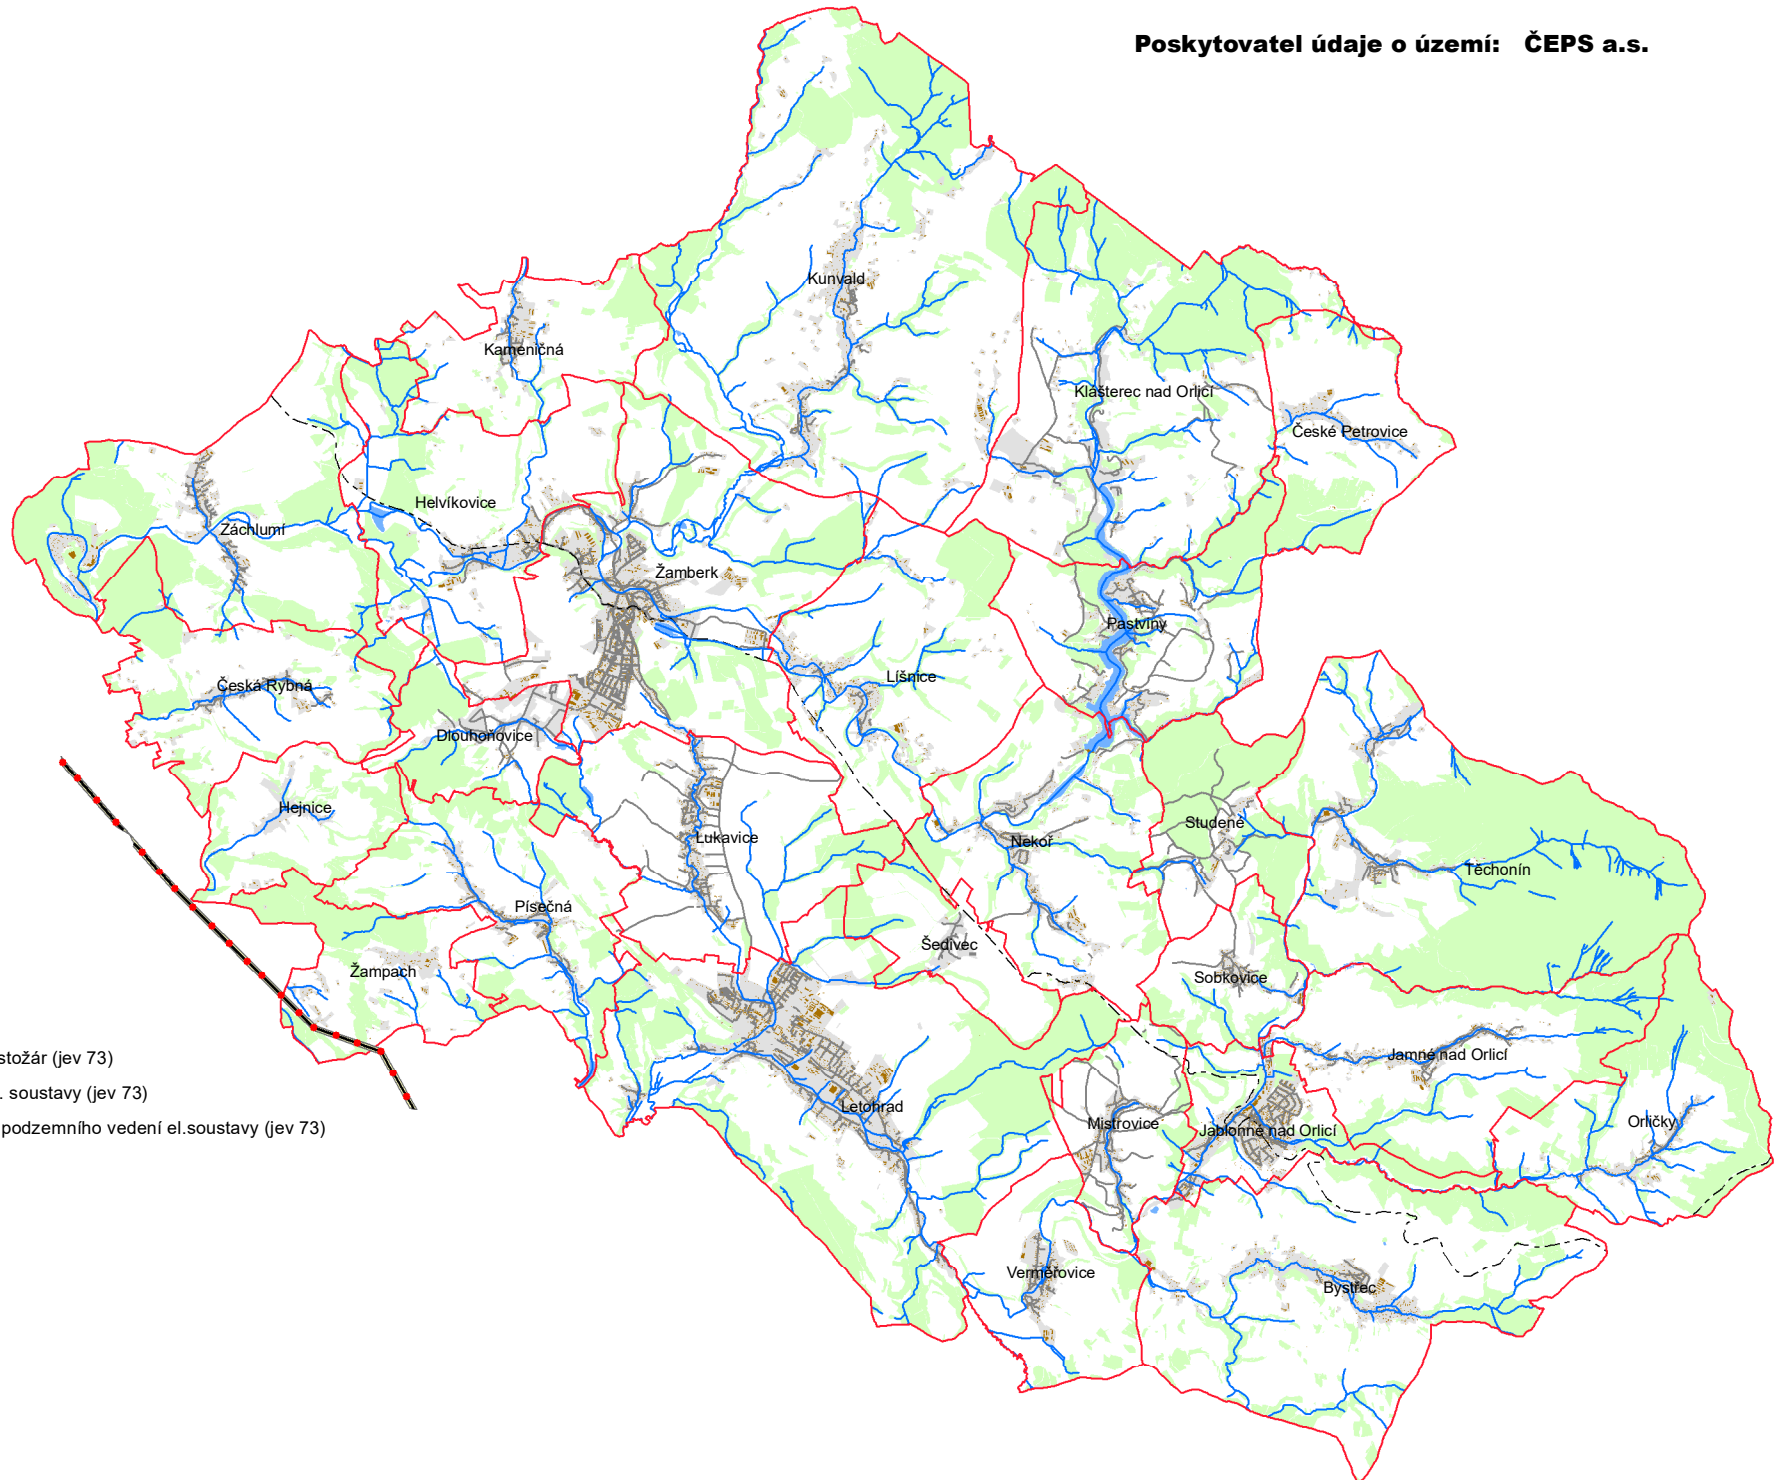 Poskytovatel údaje o území: ČEPS a.s.
Kunvald
Kameničná
Klášterec nad Orlicí
České Petrovice
Helvíkovice
Záchlumí
Žamberk
Pastviny
Líšnice
Česká Rybná
Dlouhoňovice
Hejnice
Lukavice
Studené
Nekoř
Těchonín
Písečná
Šedivec
Žampach
Sobkovice
stožár (jev 73)
Jamné nad Orlicí
. soustavy (jev 73)
Letohrad
Mistrovice
Orličky
podzemního vedení el.soustavy (jev 73)
Jablonné nad Orlicí
Verměřovice
Bystřec